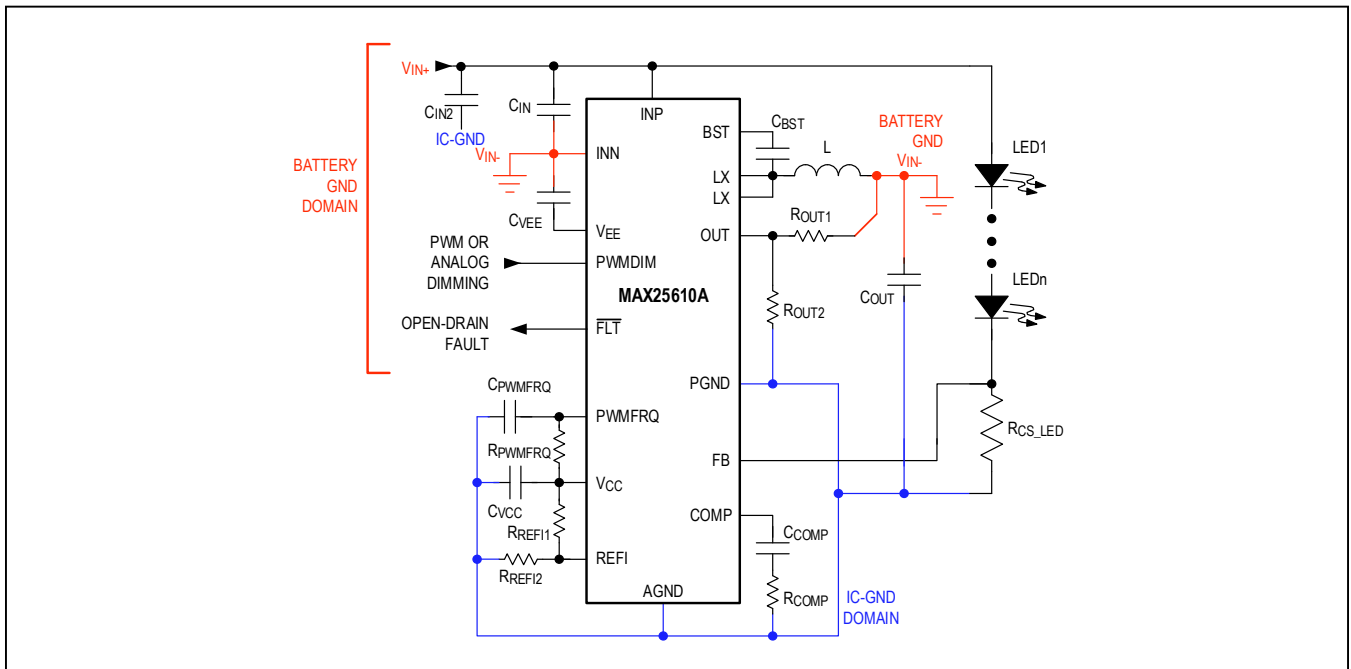 VIN+
CIN2
IC-GND
CIN
VIN-
CVEE
BATTERY
GND
DOMAIN
PWM OR
ANALOG
DIMMING
OPEN-DRAIN
FAULT
CPWMFRQ
RPWMFRQ
CVCC
RREFI1
RREFI2
INP
INN
VEE
PWMDIM
MAX25610A
FLT
PWMFRQ
VCC
REFI
AGND
BST
LX
LX
OUT
PGND
FB
COMP
CBST
L
BATTERY
GND
VIN-
ROUT1
ROUT2
COUT
LED1
LEDn
RCS_LED
CCOMP
RCOMP
IC-GND
DOMAIN